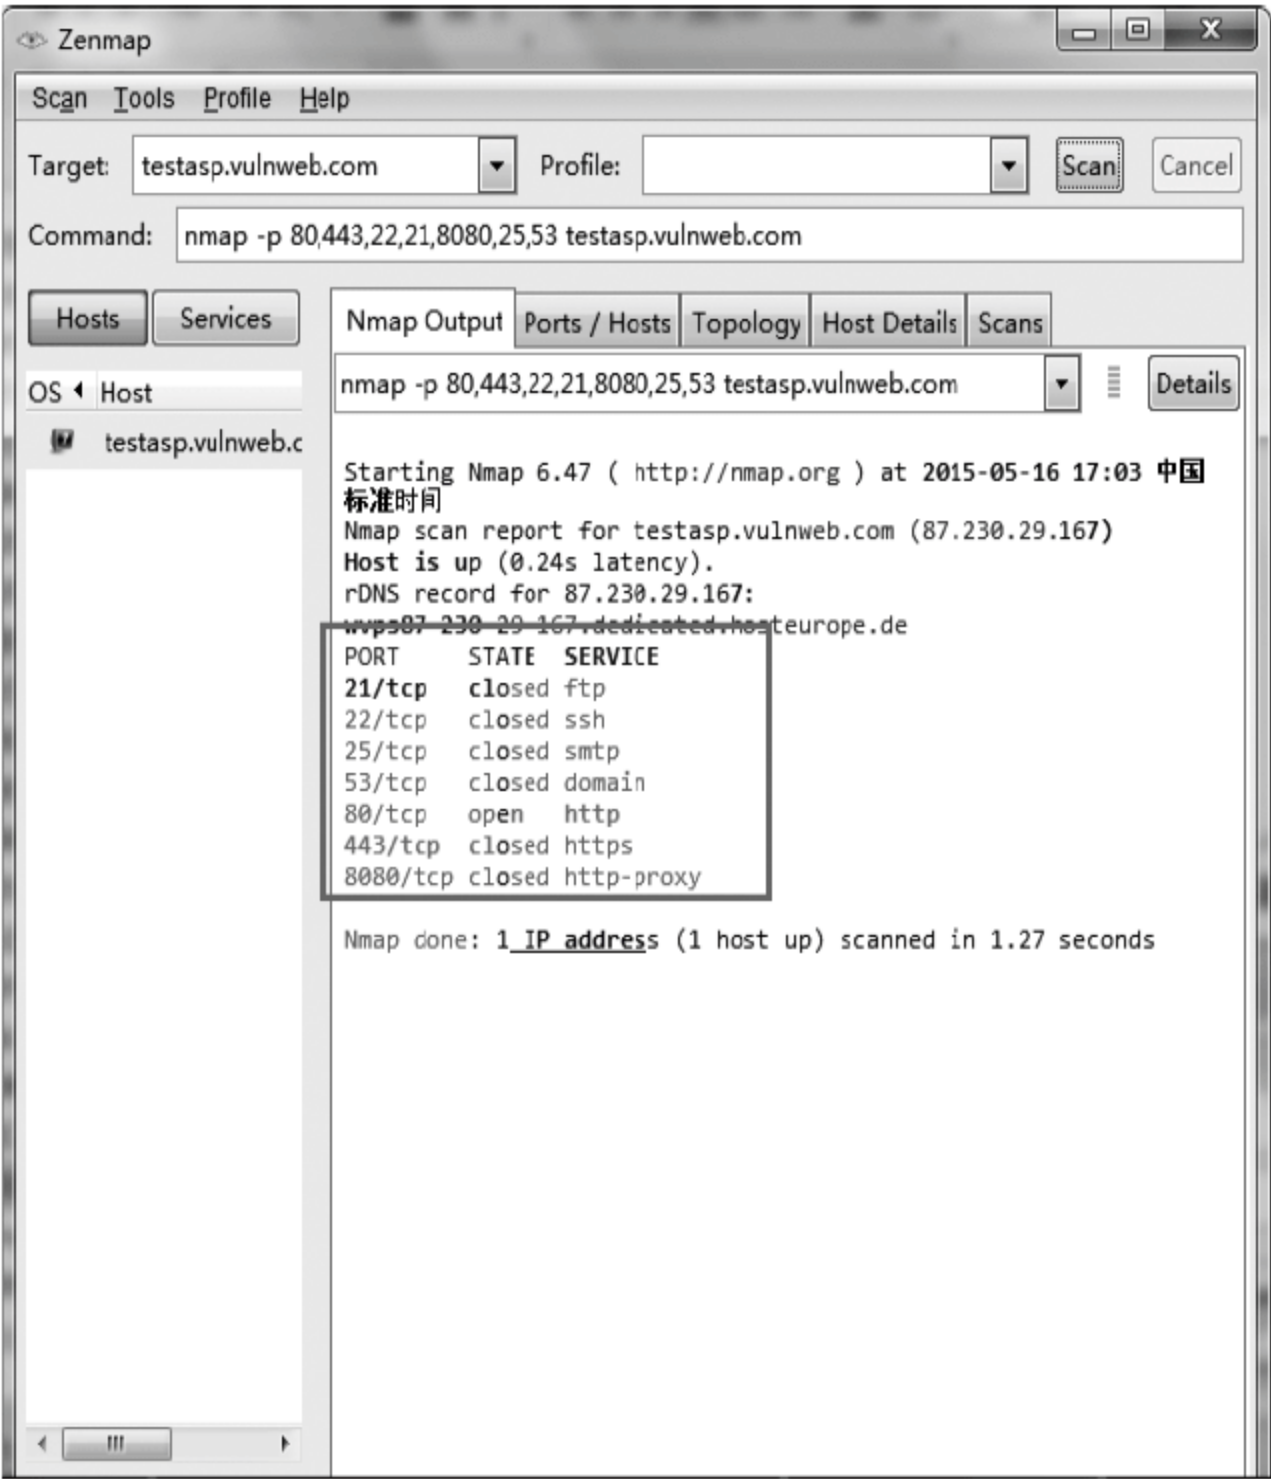 Zenmap
Scan Tools Profile Help
Target: testasp.vulnweb.com Profile: Scan Cancel
Command: nmap -p 80,443,22,21,8080,25,53 testasp.vulnweb.com
Hosts Services
Nmap Output Ports / Hosts Topology Host Details Scans
OS Host
nmap -p 80,443,22,21,8080,25,53 testasp.vulnweb.com Details
testasp.vulnweb.c
Starting Nmap 6.47 ( http://nmap.org ) at 2015-05-16 17:03 中国
标准时间
Nmap scan report for testasp.vulnweb.com (87.230.29.167)
Host is up (0.24s latency).
rDNS record for 87.230.29.167:
wvps87-230-29-167.dedicated.hosteurope.de
PORT STATE SERVICE
21/tcp closed ftp
22/tcp closed ssh
25/tcp closed smtp
53/tcp closed domain
80/tcp open http
443/tcp closed https
8080/tcp closed http-proxy
Nmap done: 1 IP address (1 host up) scanned in 1.27 seconds